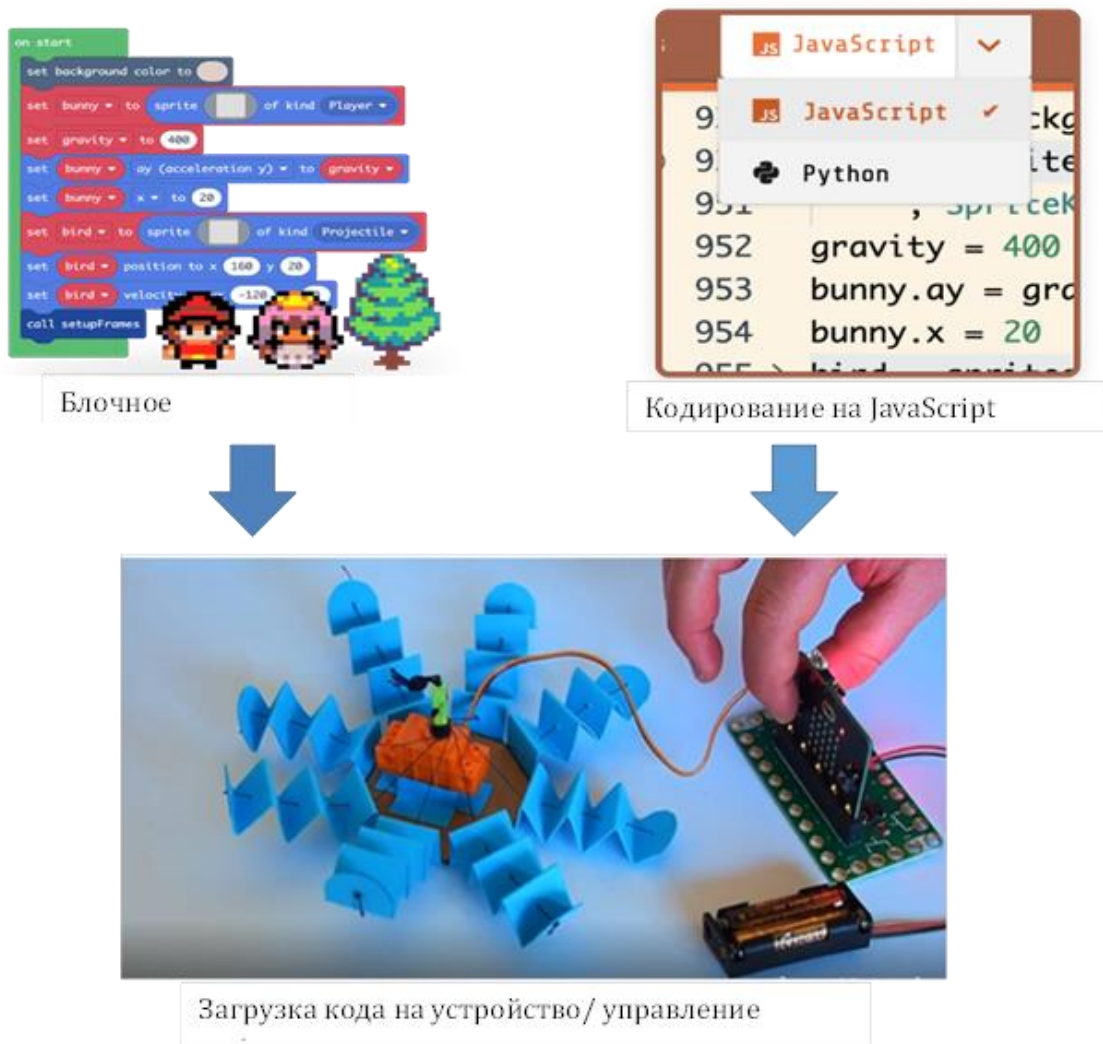 on start
set background color to
set bunny to sprite of kind Player
set gravity to 400
set bunny ay (acceleration y) to gravity
set bunny x to 20
set bird to sprite of kind Projectile
set bird position to x 160 y 20
set bird velocity -120
call setupFrames
JS JavaScript
JS JavaScript
Python
952 gravity = 400
953 bunny.ay = gra
954 bunny.x = 20
Блочное
Кодирование на JavaScript
Загрузка кода на устройство/ управление